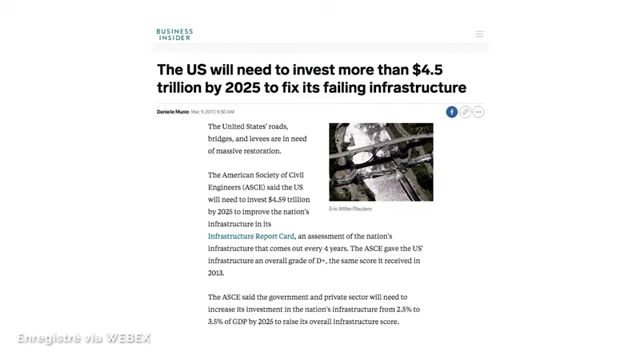 BUSINESS
INSIDER
The US will need to invest more than $4.5
trillion by 2025 to fix its failing infrastructure
Danielle Muoio Mar. 9, 2017, 9:50 AM
The United States' roads,
bridges, and levees are in need
of massive restoration.
The American Society of Civil
Engineers (ASCE) said the US
will need to invest $4.59 trillion
by 2025 to improve the nation's
infrastructure in its
Eric Miller/Reuters
Infrastructure Report Card, an assessment of the nation's
infrastructure that comes out every 4 years. The ASCE gave the US'
infrastructure an overall grade of D+, the same score it received in
2013.
The ASCE said the government and private sector will need to
increase its investment in the nation's infrastructure from 2.5% to
3.5% of GDP by 2025 to raise its overall infrastructure score.
Enregistrè via WEBEX